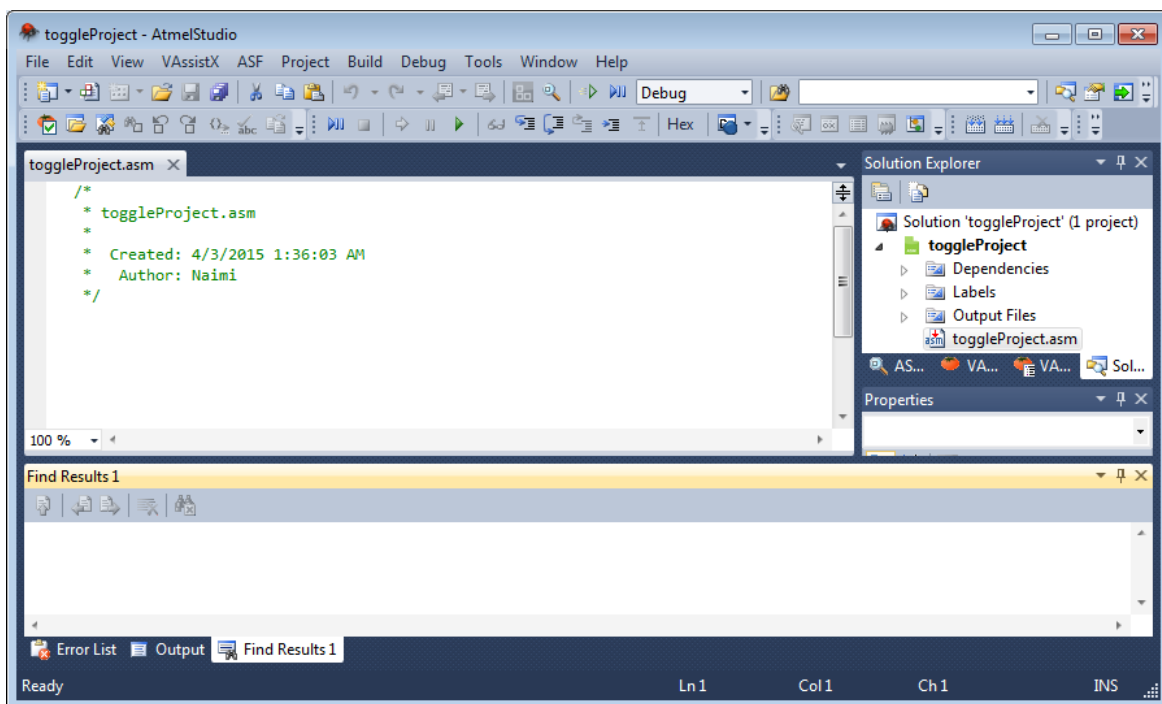 toggleProject - AtmelStudio
File Edit View VAssistX ASF Project Build Debug Tools Window Help
Debug
Hex
toggleProject.asm
/*
* toggleProject.asm
*
* Created: 4/3/2015 1:36:03 AM
* Author: Naimi
*/
100 %
Solution Explorer
Solution 'toggleProject' (1 project)
toggleProject
Dependencies
Labels
Output Files
asm toggleProject.asm
AS... VA... VA... Sol...
Properties
Find Results 1
Error List Output Find Results 1
Ready Ln 1 Col 1 Ch 1 INS